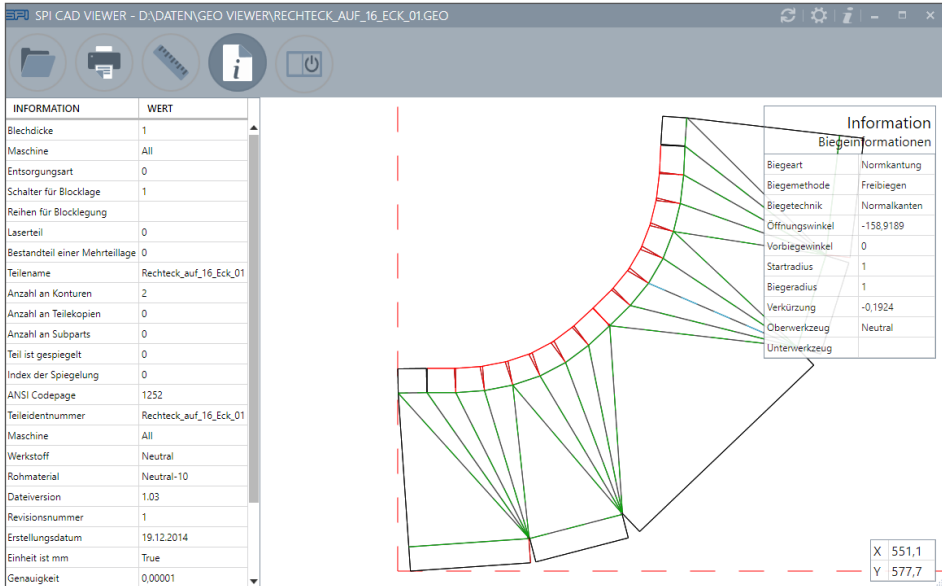 SPI SPI CAD VIEWER - D:\DATEN\GEO VIEWER\RECHTECK_AUF_16_ECK_01.GEO
INFORMATION WERT
Blechdicke 1
Maschine All
Entsorgungsart 0
Schalter für Blocklage 1
Reihen für Blocklegung
Laserteil 0
Bestandteil einer Mehrteillage 0
Teilename Rechteck_auf_16_Eck_01
Anzahl an Konturen 2
Anzahl an Teilekopien 0
Anzahl an Subparts 0
Teil ist gespiegelt 0
Index der Spiegelung 0
ANSI Codepage 1252
Teileidentnummer Rechteck_auf_16_Eck_01
Maschine All
Werkstoff Neutral
Rohmaterial Neutral-10
Dateiversion 1.03
Revisionsnummer 1
Erstellungsdatum 19.12.2014
Einheit ist mm True
Genauigkeit 0,00001
Information
Biegeinformationen
Biegeart Normkantung
Biegemethode Freibiegen
Biegetechnik Normalkanten
Öffnungswinkel -158,9189
Vorbiegewinkel 0
Startradius 1
Biegeradius 1
Verkürzung -0,1924
Oberwerkzeug Neutral
Unterwerkzeug
X 551,1
Y 577,7